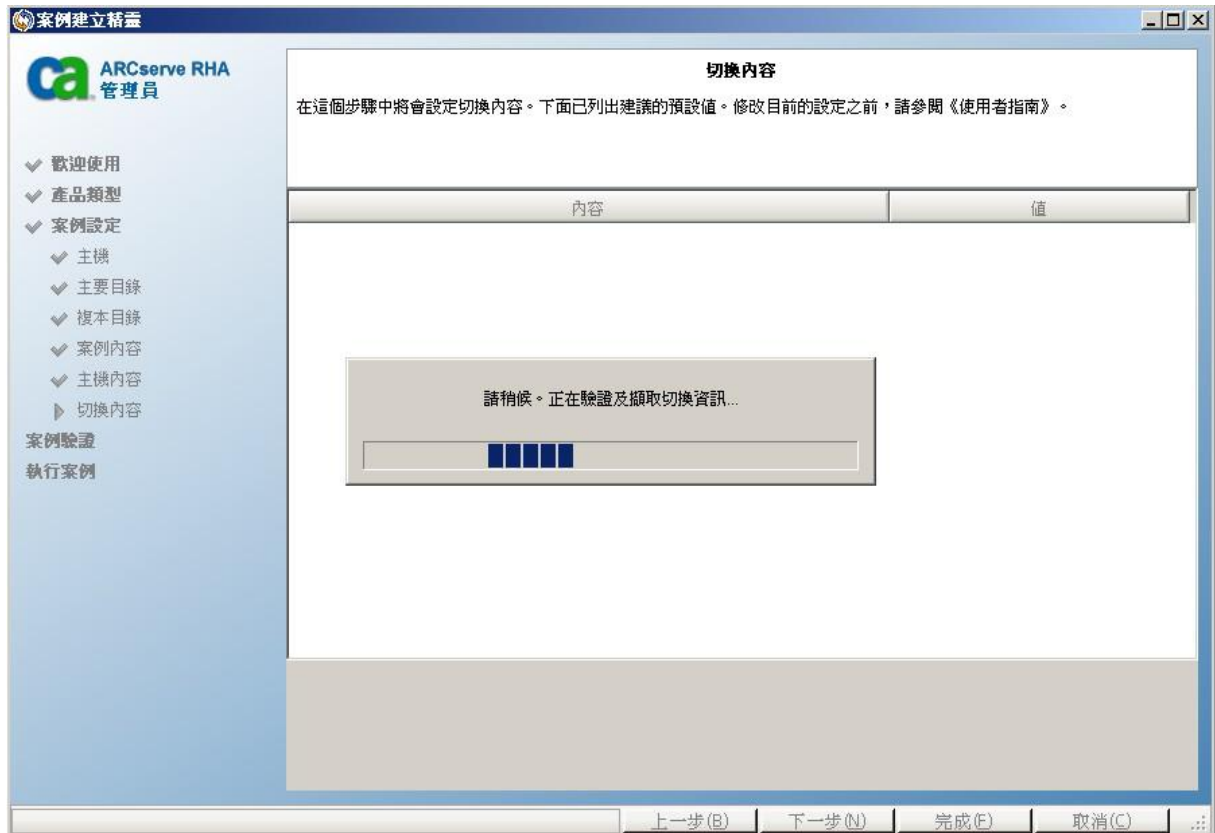 案例建立精靈
ca ARCserve RHA
管理員
歡迎使用
產品類型
案例設定
主機
主要目錄
複本目錄
案例內容
主機內容
切換內容
案例驗證
執行案例
切換內容
在這個步驟中將會設定切換內容。下面已列出建議的預設值。修改目前的設定之前，請參閱《使用者指南》。
內容 值
請稍候。正在驗證及擷取切換資訊...
上一步(B) 下一步(N) 完成(F) 取消(C)